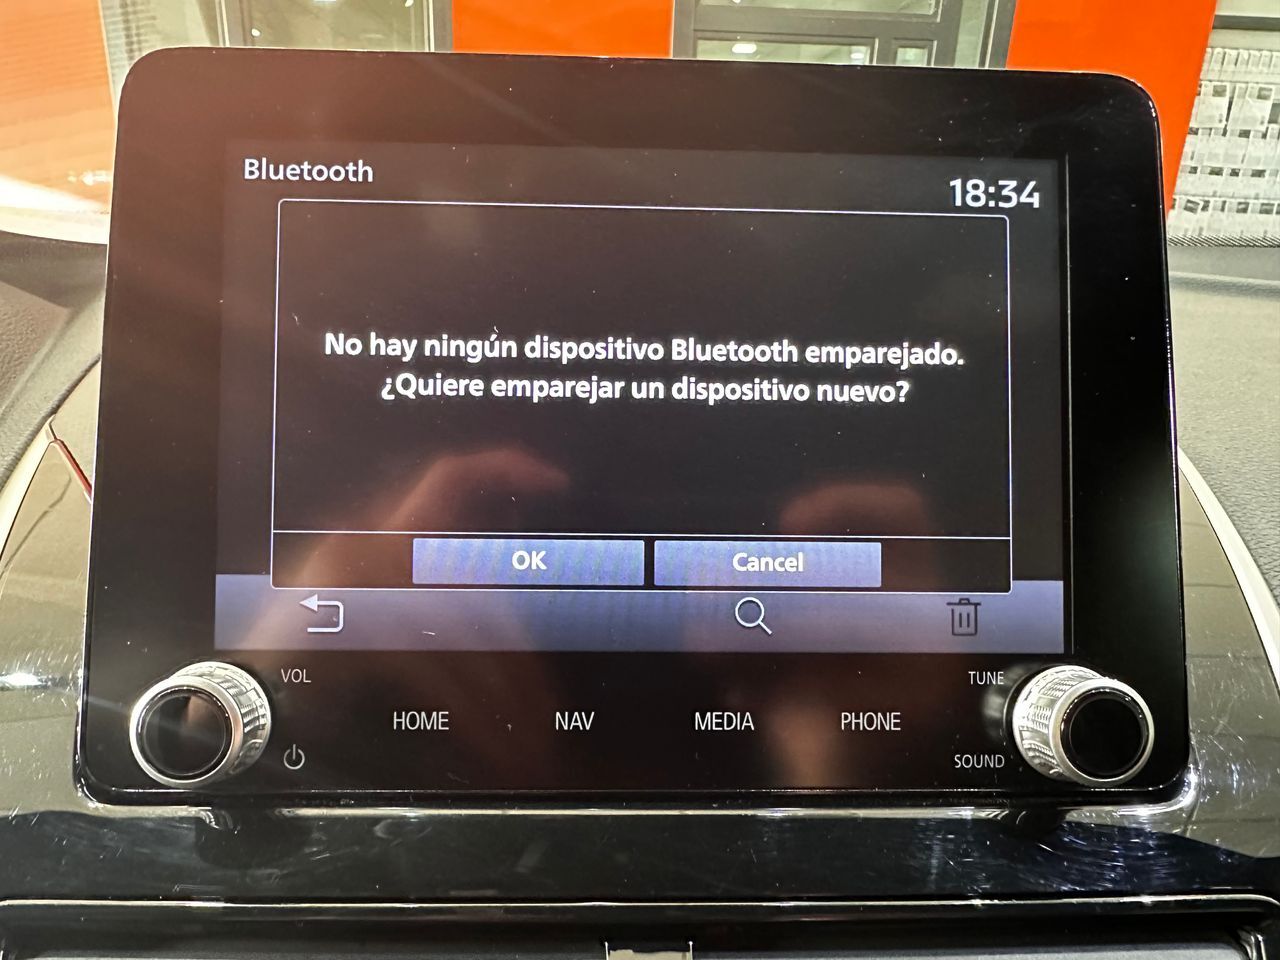 Bluetooth
18:34
No hay ningún dispositivo Bluetooth emparejado.
¿Quiere emparejar un dispositivo nuevo?
OK
Cancel
VOL
TUNE
HOME
NAV
MEDIA
PHONE
SOUND